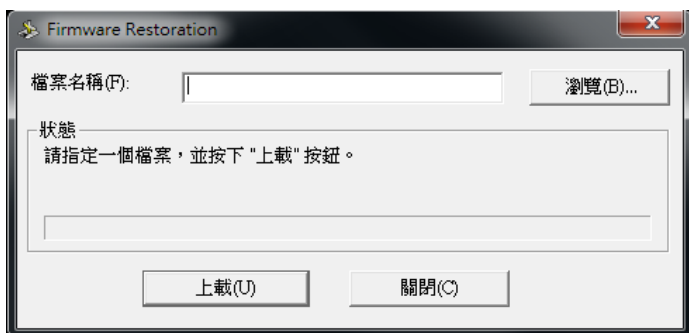 Firmware Restoration
檔案名稱(F):
瀏覽(B)...
狀態
請指定一個檔案，並按下 "上載" 按鈕。
上載(U)
關閉(C)